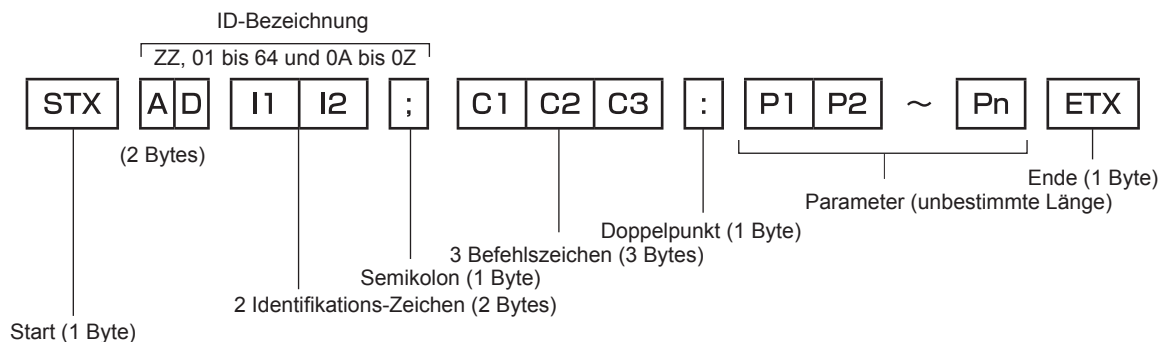 ID-Bezeichnung
ZZ, 01 bis 64 und 0A bis 0Z
STX A D I1 I2 ; C1 C2 C3 : P1 P2 ~ Pn ETX
(2 Bytes)
Ende (1 Byte)
Parameter (unbestimmte Länge)
Doppelpunkt (1 Byte)
3 Befehlszeichen (3 Bytes)
Semikolon (1 Byte)
2 Identifikations-Zeichen (2 Bytes)
Start (1 Byte)